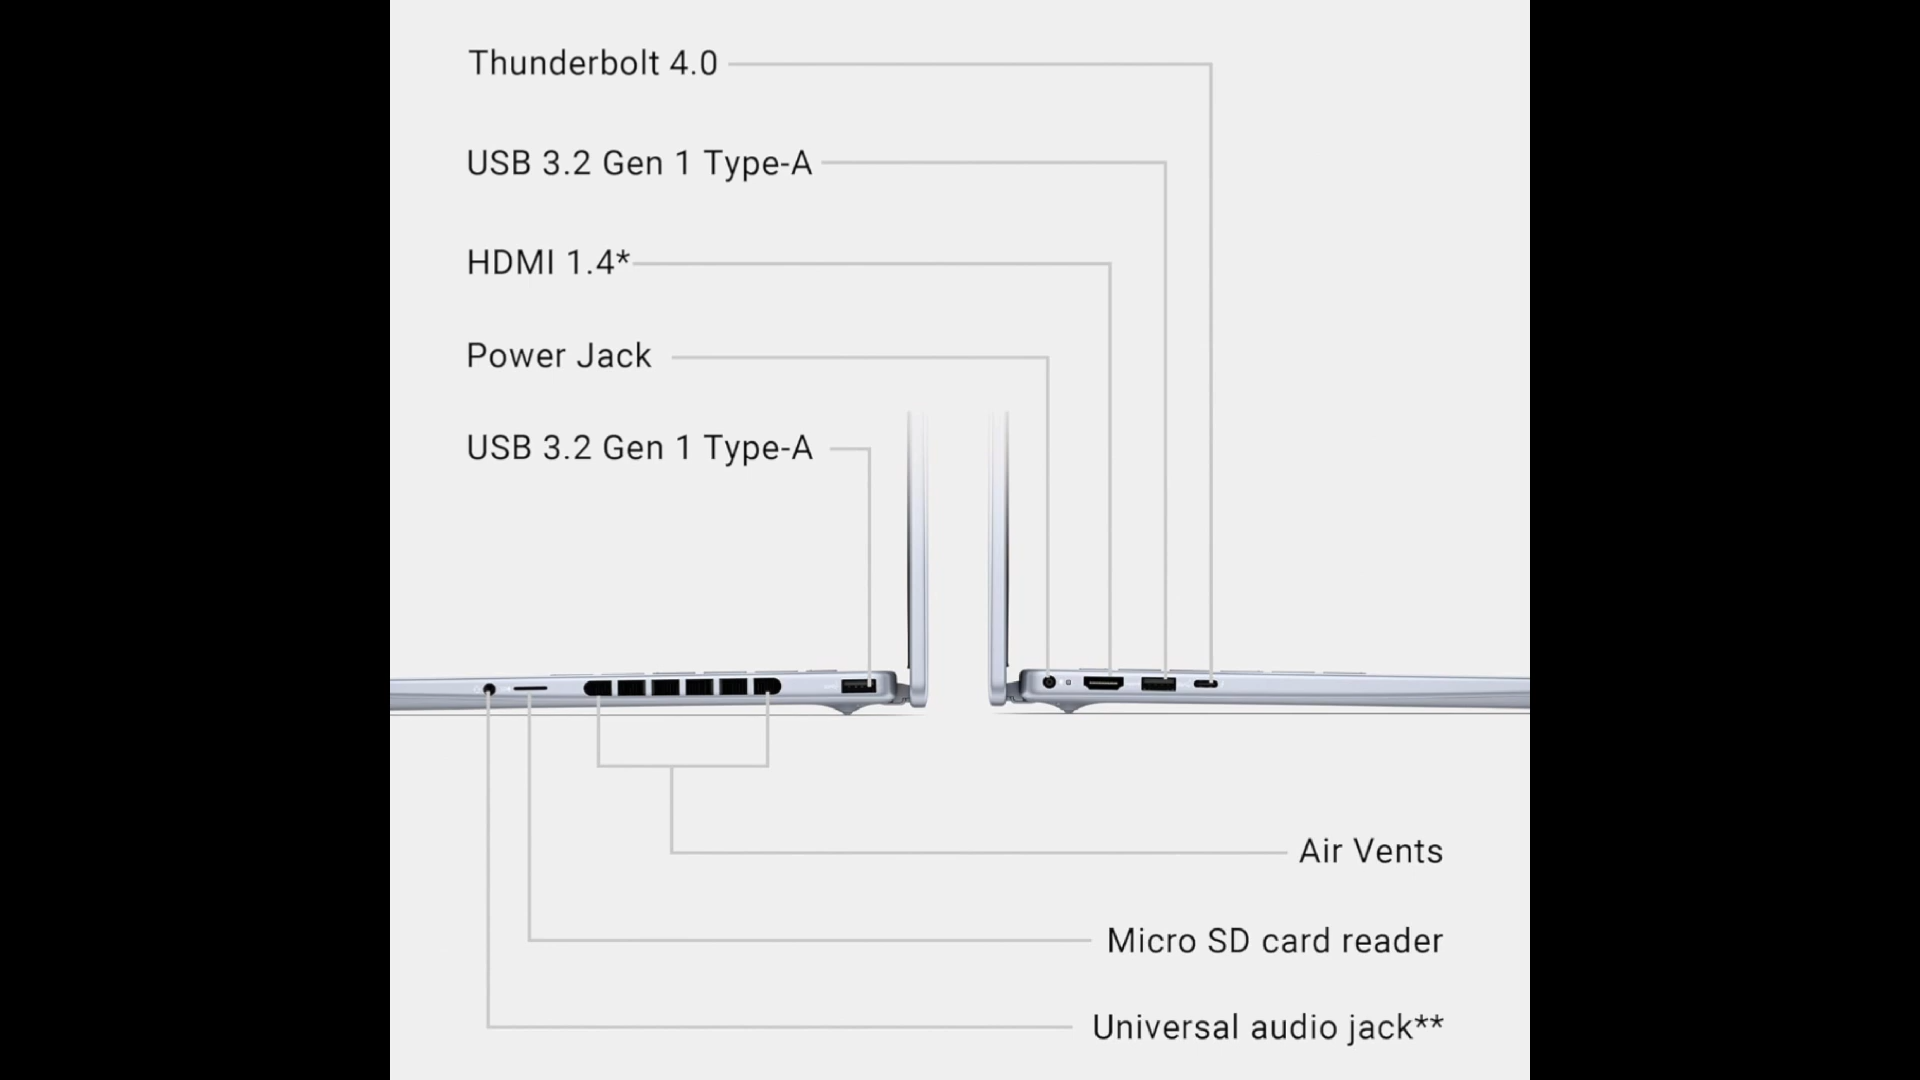 Thunderbolt 4.0
USB 3.2 Gen 1 Type-A
HDMI 1.4*
Power Jack
USB 3.2 Gen 1 Type-A
Air Vents
Micro SD card reader
Universal audio jack**